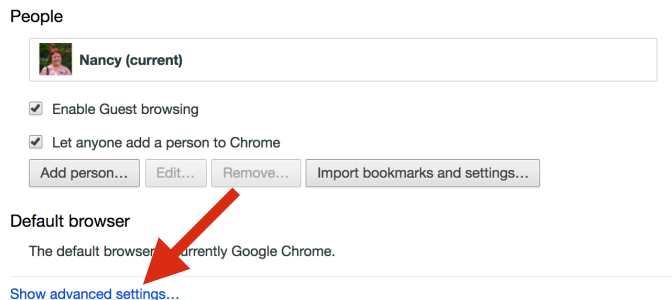 People
Nancy (current)
Enable Guest browsing
Let anyone add a person to Chrome
Add person... Edit... Remove... Import bookmarks and settings...
Default browser
The default browser currently Google Chrome.
Show advanced settings...